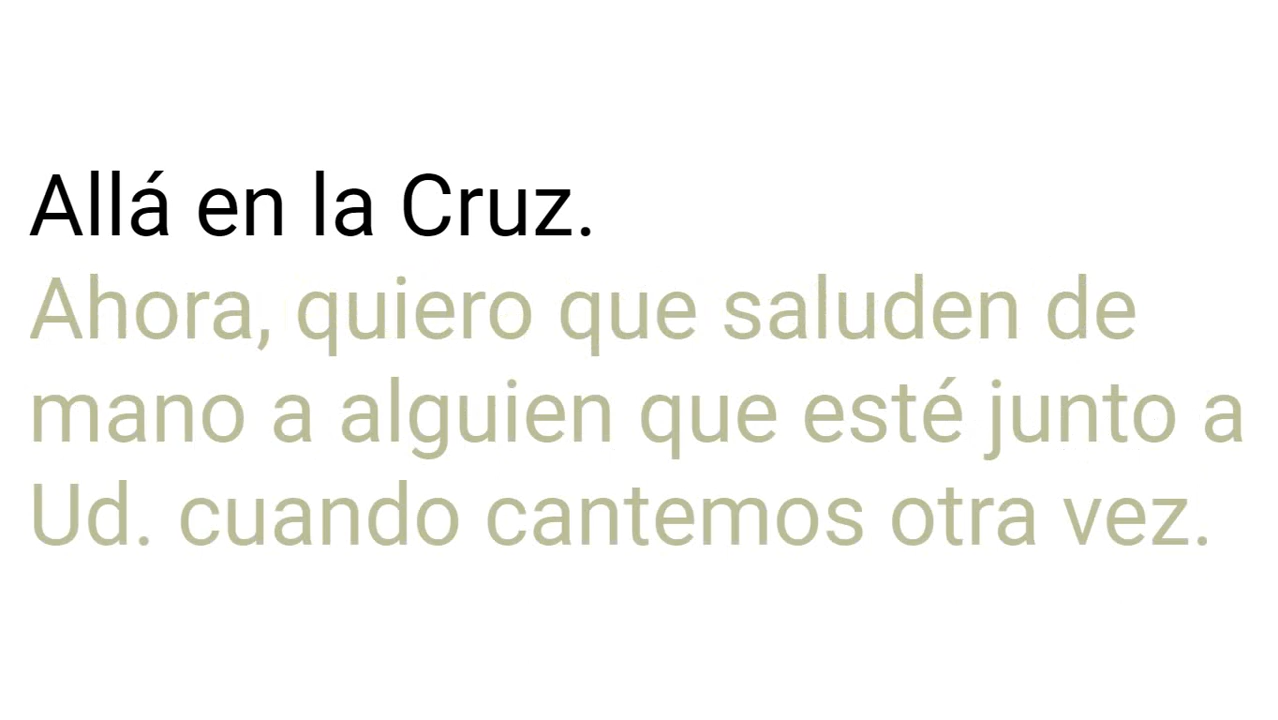 Allá en la Cruz.
Ahora, quiero que saluden de
mano a alguien que esté junto a
Ud. cuando cantemos otra vez.